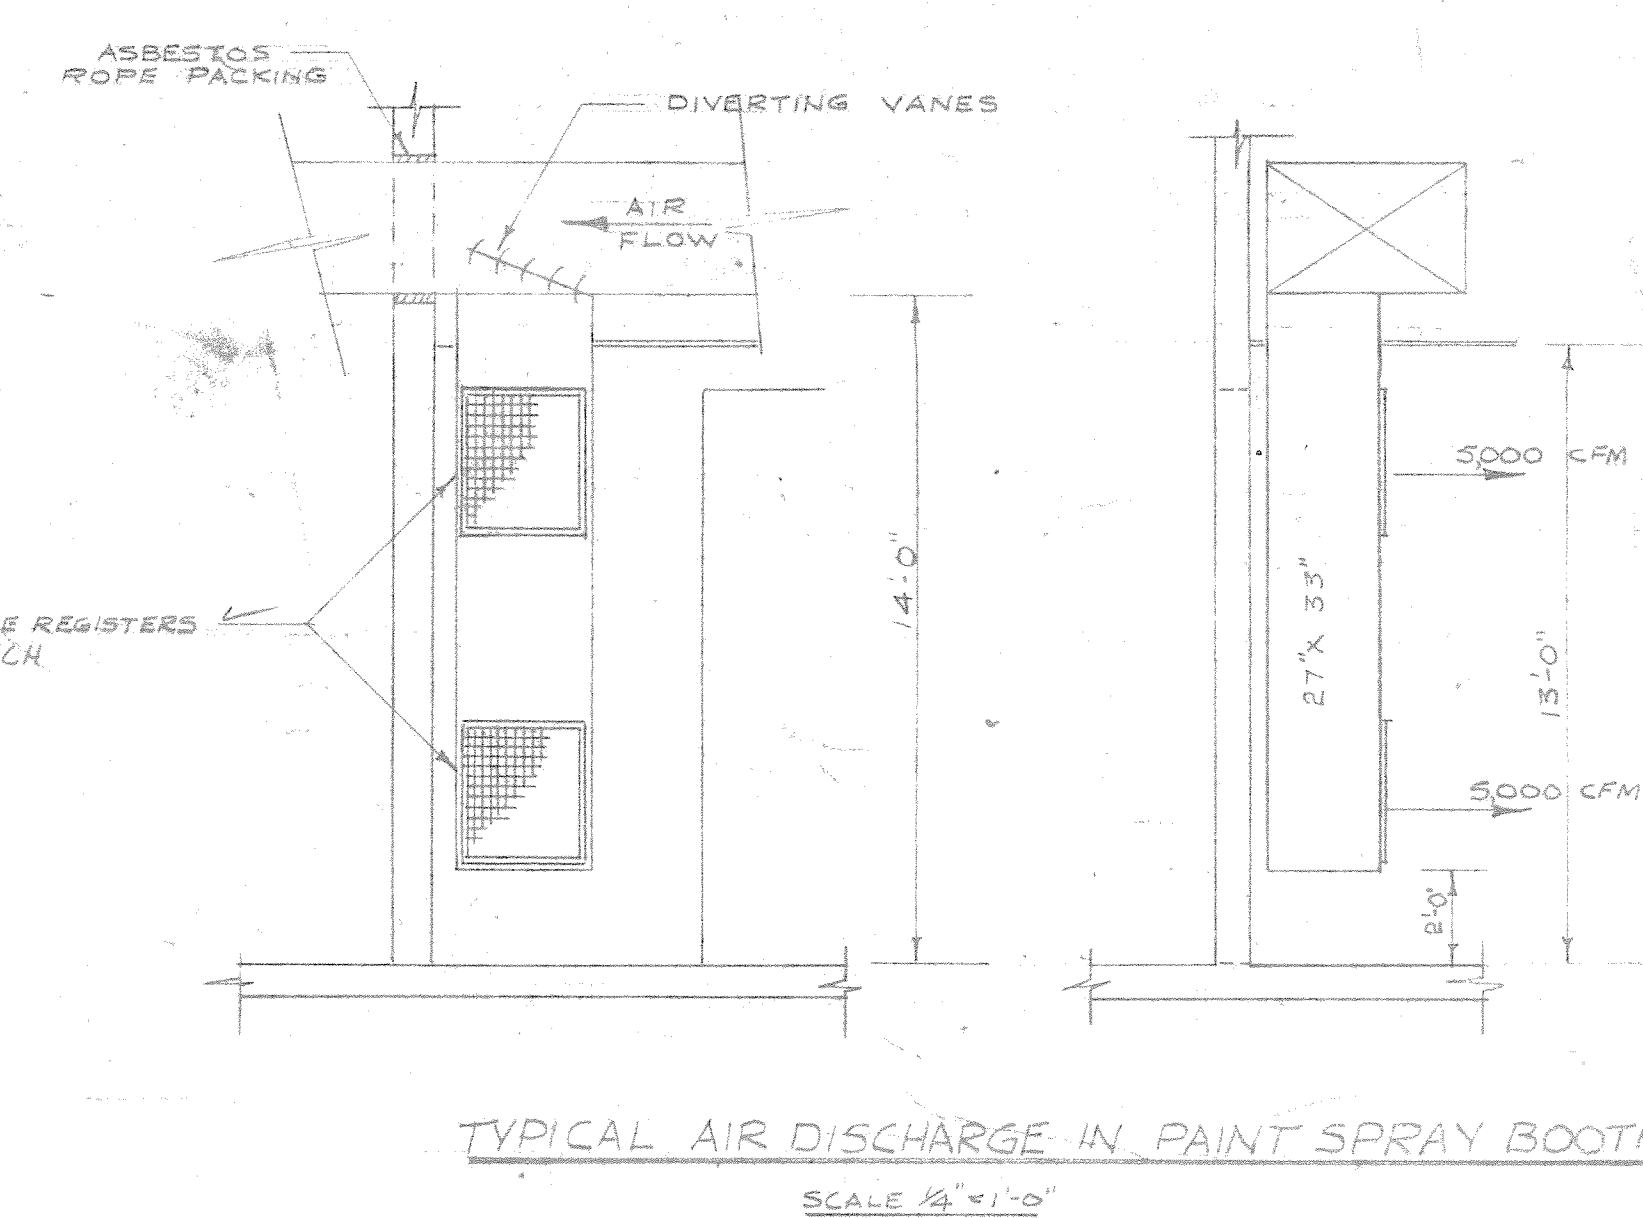 ASBESTOS
ROPE PACKING
DIVERTING VANES
AIR
FLOW
E REGISTERS
CH
14'-0"
27" X 33"
5,000 CFM
13'-0"
5,000 CFM
2'-0"
TYPICAL AIR DISCHARGE IN PAINT SPRAY BOOTH
SCALE 1/4" = 1'-0"